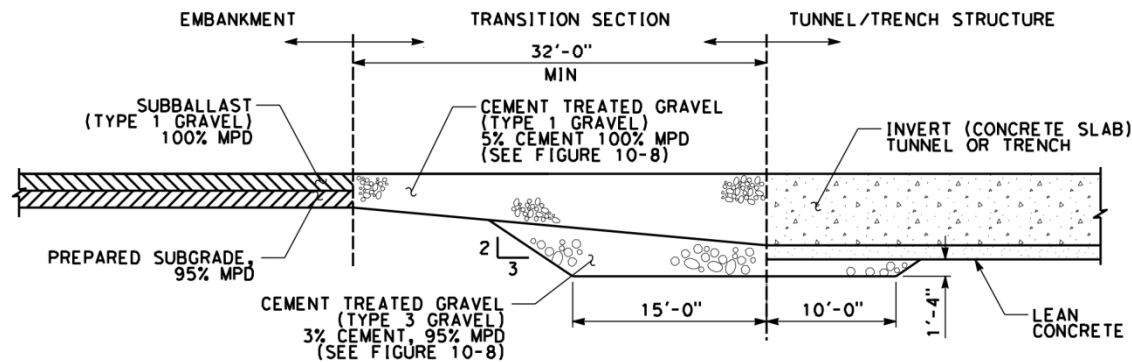 EMBANKMENT
TRANSITION SECTION
TUNNEL/TRENCH STRUCTURE
32'-0"
MIN
SUBBALLAST
(TYPE 1 GRAVEL)
100% MPD
CEMENT TREATED GRAVEL
(TYPE 1 GRAVEL)
5% CEMENT 100% MPD
(SEE FIGURE 10-8)
INVERT (CONCRETE SLAB)
TUNNEL OR TRENCH
PREPARED SUBGRADE,
95% MPD
2
3
CEMENT TREATED GRAVEL
(TYPE 3 GRAVEL)
3% CEMENT, 95% MPD
(SEE FIGURE 10-8)
15'-0"
10'-0"
1'-4"
LEAN
CONCRETE